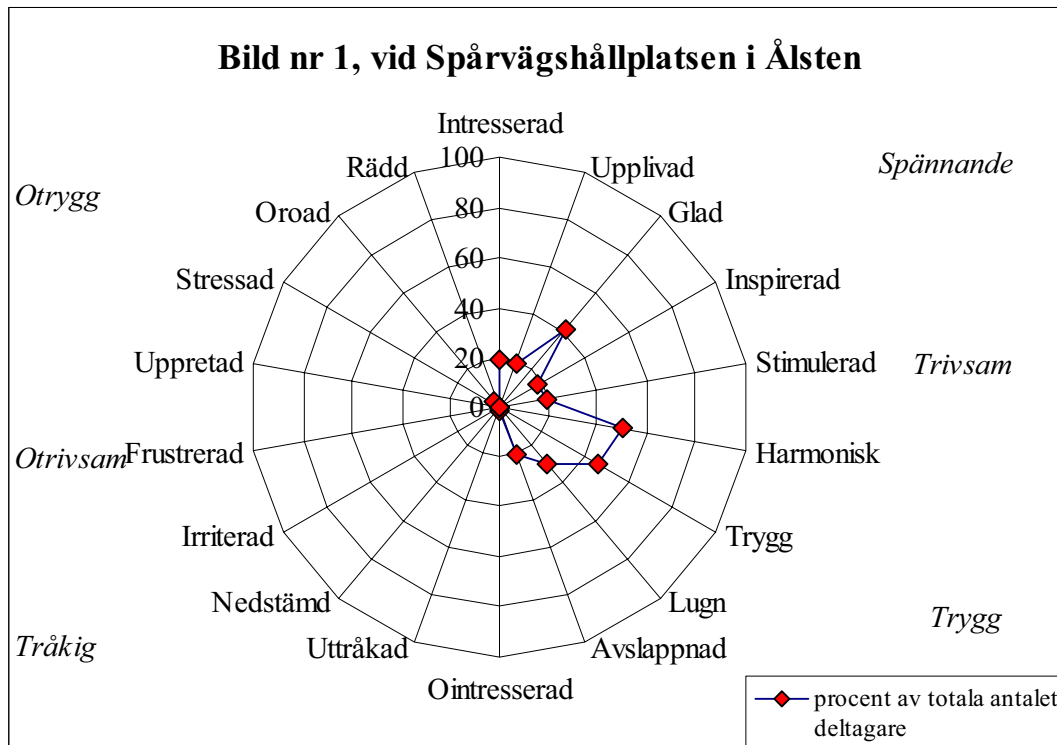 Bild nr 1, vid Spårvägshållplatsen i Ålsten
Intresserad
Upplivad
Glad
Inspirerad
Stimulerad
Harmonisk
Trygg
Lugn
Avslappnad
Ointresserad
Uttråkad
Nedstämd
Irriterad
Frustrerad
Uppretad
Stressad
Oroad
Rädd
100
80
60
40
20
0
Spännande
Trivsam
Trygg
Otrygg
Otrivsam
Tråkig
procent av totala antalet
deltagare